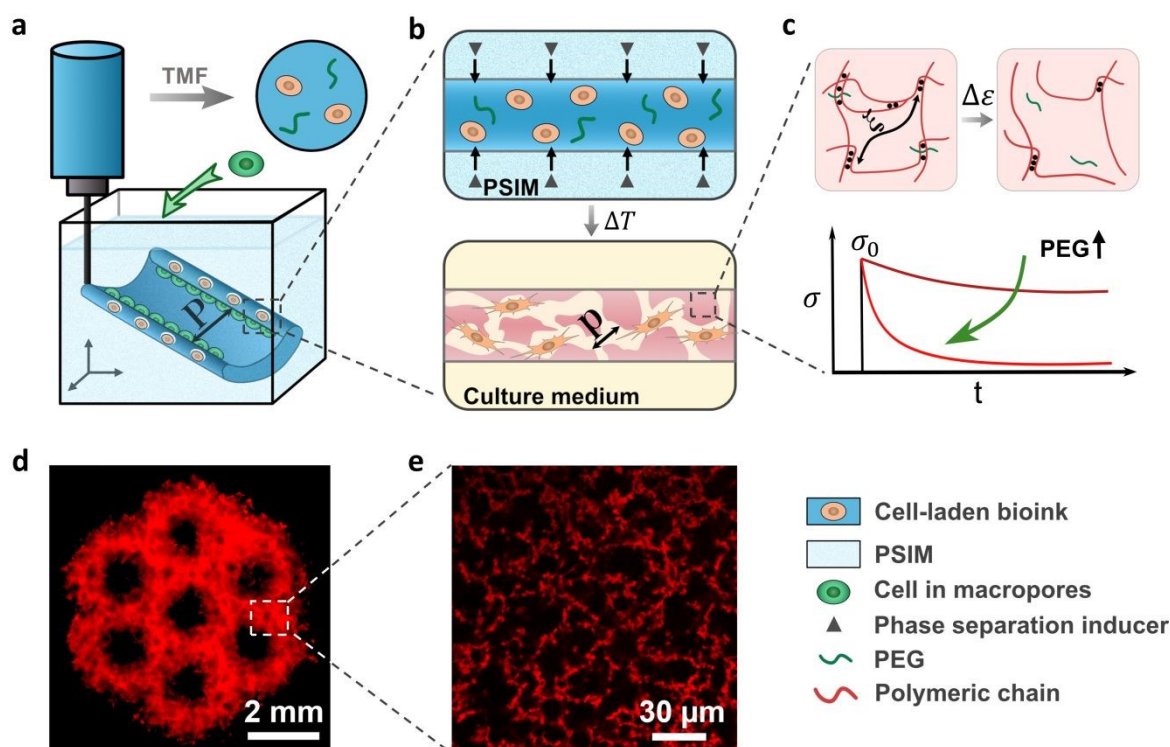 a
TMF
P
b
PSIM
ΔT
p
Culture medium
c
ξ
Δε
σ₀
PEG
σ
t
d
2 mm
e
30 μm
Cell-laden bioink
PSIM
Cell in macropores
Phase separation inducer
PEG
Polymeric chain